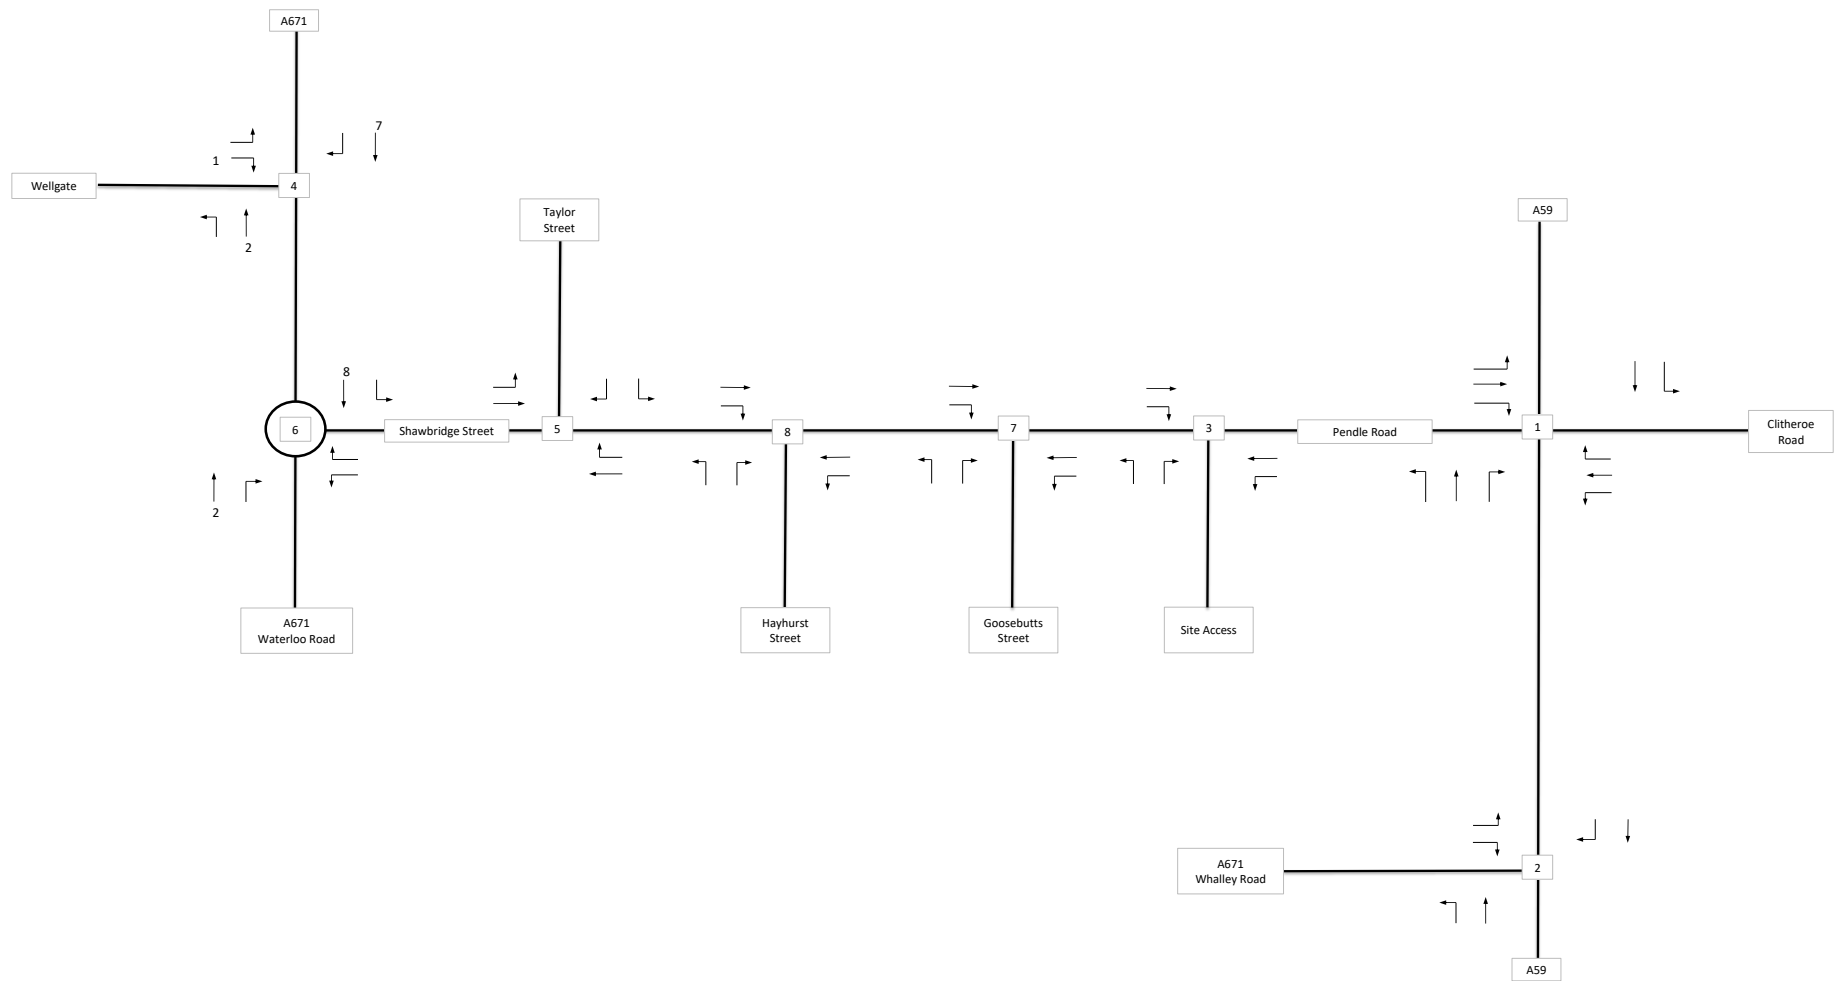 A671
7
1
Wellgate
4
2
Taylor
Street
A59
8
6
Shawbridge Street
5
8
7
3
Pendle Road
1
Clitheroe
Road
2
A671
Waterloo Road
Hayhurst
Street
Goosebutts
Street
Site Access
A671
Whalley Road
2
A59